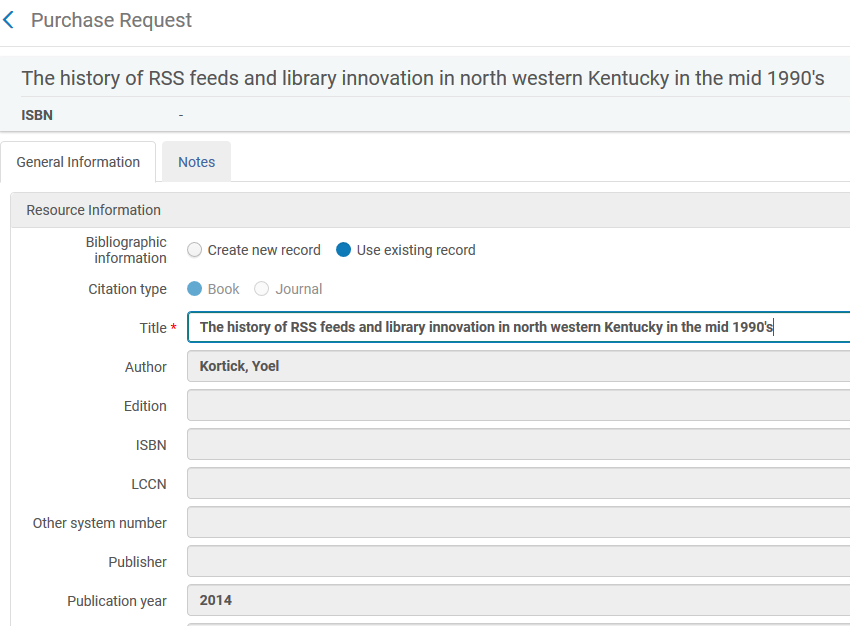 Purchase Request
The history of RSS feeds and library innovation in north western Kentucky in the mid 1990's
ISBN -
General Information Notes
Resource Information
Bibliographic information Create new record Use existing record
Citation type Book Journal
Title * The history of RSS feeds and library innovation in north western Kentucky in the mid 1990's
Author Kortick, Yoel
Edition
ISBN
LCCN
Other system number
Publisher
Publication year 2014